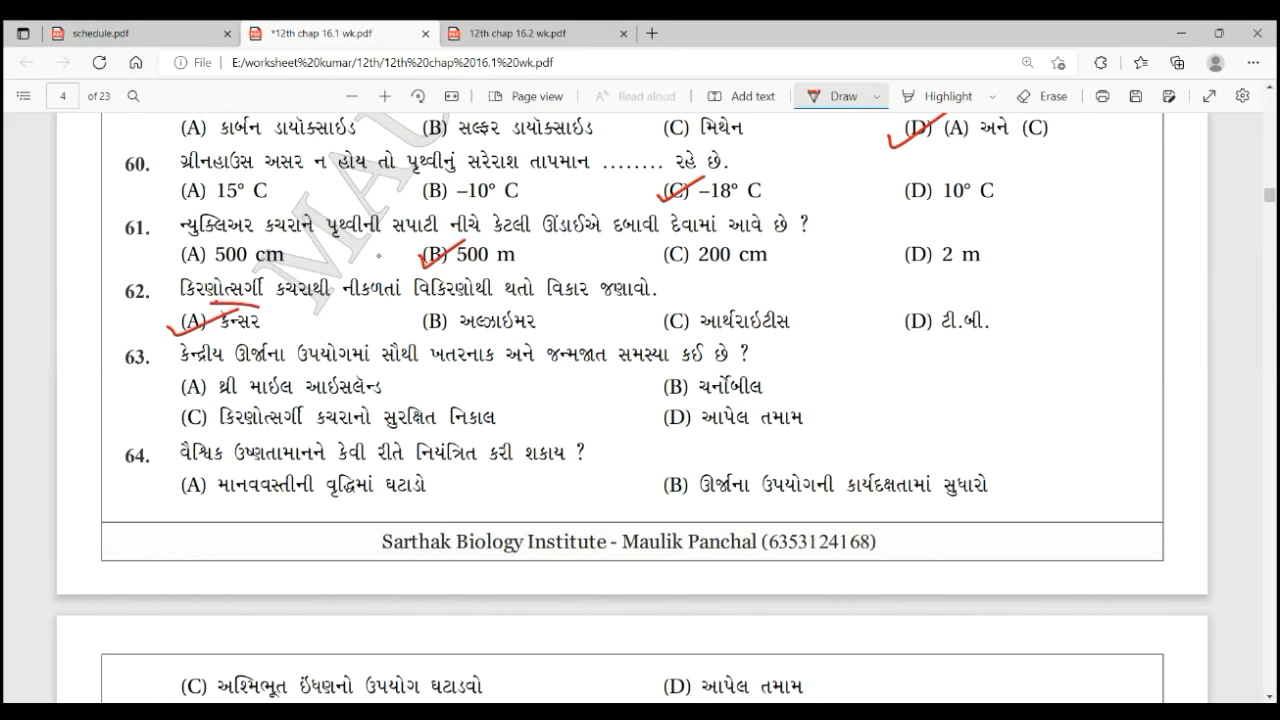 schedule.pdf
*12th chap 16.1 wk.pdf
12th chap 16.2 wk.pdf
File E:/worksheet%20kumar/12th/12th%20chap%2016.1%20wk.pdf
4 of 23 Page view Read aloud Add text Draw Highlight Erase
(A) કાર્બન ડાયૉક્સાઇડ (B) સલ્ફર ડાયૉક્સાઇડ (C) મિથેન (D) (A) અને (C)
60. ગ્રીનહાઉસ અસર ન હોય તો પૃથ્વીનું સરેરાશ તાપમાન ........ રહે છે.
(A) 15° C (B) –10° C (C) –18° C (D) 10° C
61. ન્યુક્લિઅર કચરાને પૃથ્વીની સપાટી નીચે કેટલી ઊંડાઈએ દબાવી દેવામાં આવે છે ?
(A) 500 cm (B) 500 m (C) 200 cm (D) 2 m
62. કિરણોત્સર્ગી કચરાથી નીકળતાં વિકિરણોથી થતો વિકાર જણાવો.
(A) કૅન્સર (B) અલ્ઝાઇમર (C) આર્થરાઇટીસ (D) ટી.બી.
63. કેન્દ્રીય ઊર્જાના ઉપયોગમાં સૌથી ખતરનાક અને જન્મજાત સમસ્યા કઈ છે ?
(A) થ્રી માઇલ આઇસલૅન્ડ (B) ચર્નોબીલ
(C) કિરણોત્સર્ગી કચરાનો સુરક્ષિત નિકાલ (D) આપેલ તમામ
64. વૈશ્વિક ઉષ્ણતામાનને કેવી રીતે નિયંત્રિત કરી શકાય ?
(A) માનવવસ્તીની વૃદ્ધિમાં ઘટાડો (B) ઊર્જાના ઉપયોગની કાર્યદક્ષતામાં સુધારો
Sarthak Biology Institute - Maulik Panchal (6353124168)
(C) અશ્મિભૂત ઇંધણનો ઉપયોગ ઘટાડવો (D) આપેલ તમામ